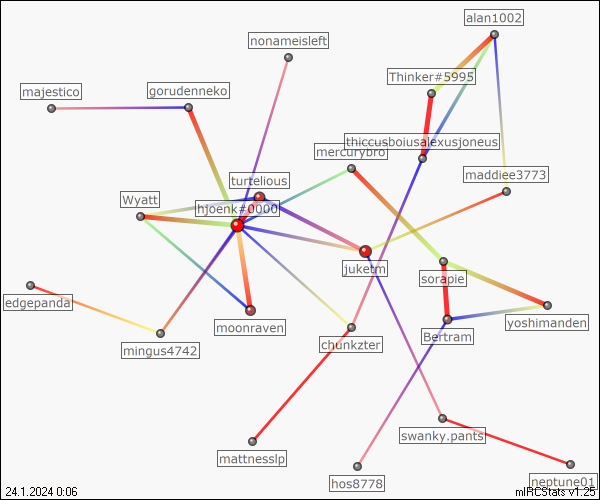 alan1002
nonameisleft
Thinker#5995
majestico
gorudenneko
thiccusboiusalexusjoneus
mercurybro
maddiee3773
turtelious
Wyatt
hjoenk#0000
juketm
sorapie
edgepanda
moonraven
yoshimanden
mingus4742
chunkzter
Bertram
swanky.pants
mattnesslp
hos8778
neptune01
24.1.2024 0:06
mIRCStats v1.25